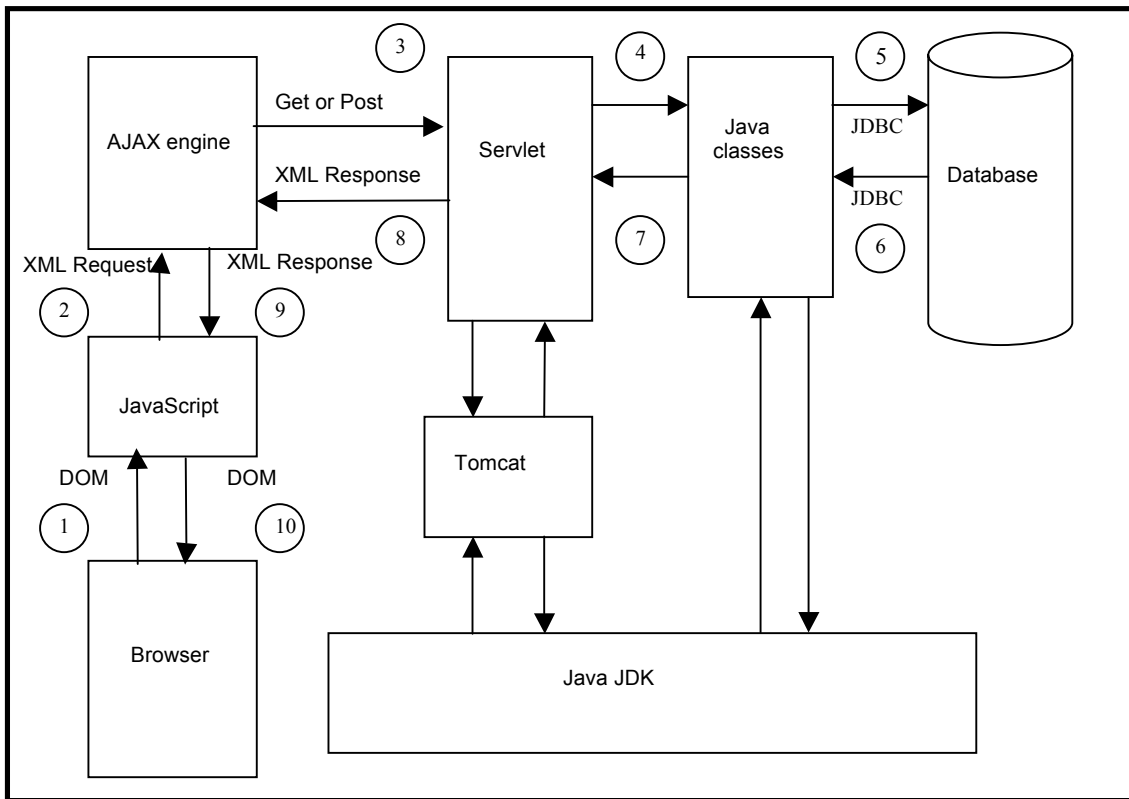 3
4
5
Get or Post
AJAX engine
Servlet
Java
classes
JDBC
XML Response
Database
JDBC
8
7
6
XML Request
XML Response
2
9
JavaScript
Tomcat
DOM
DOM
1
10
Browser
Java JDK